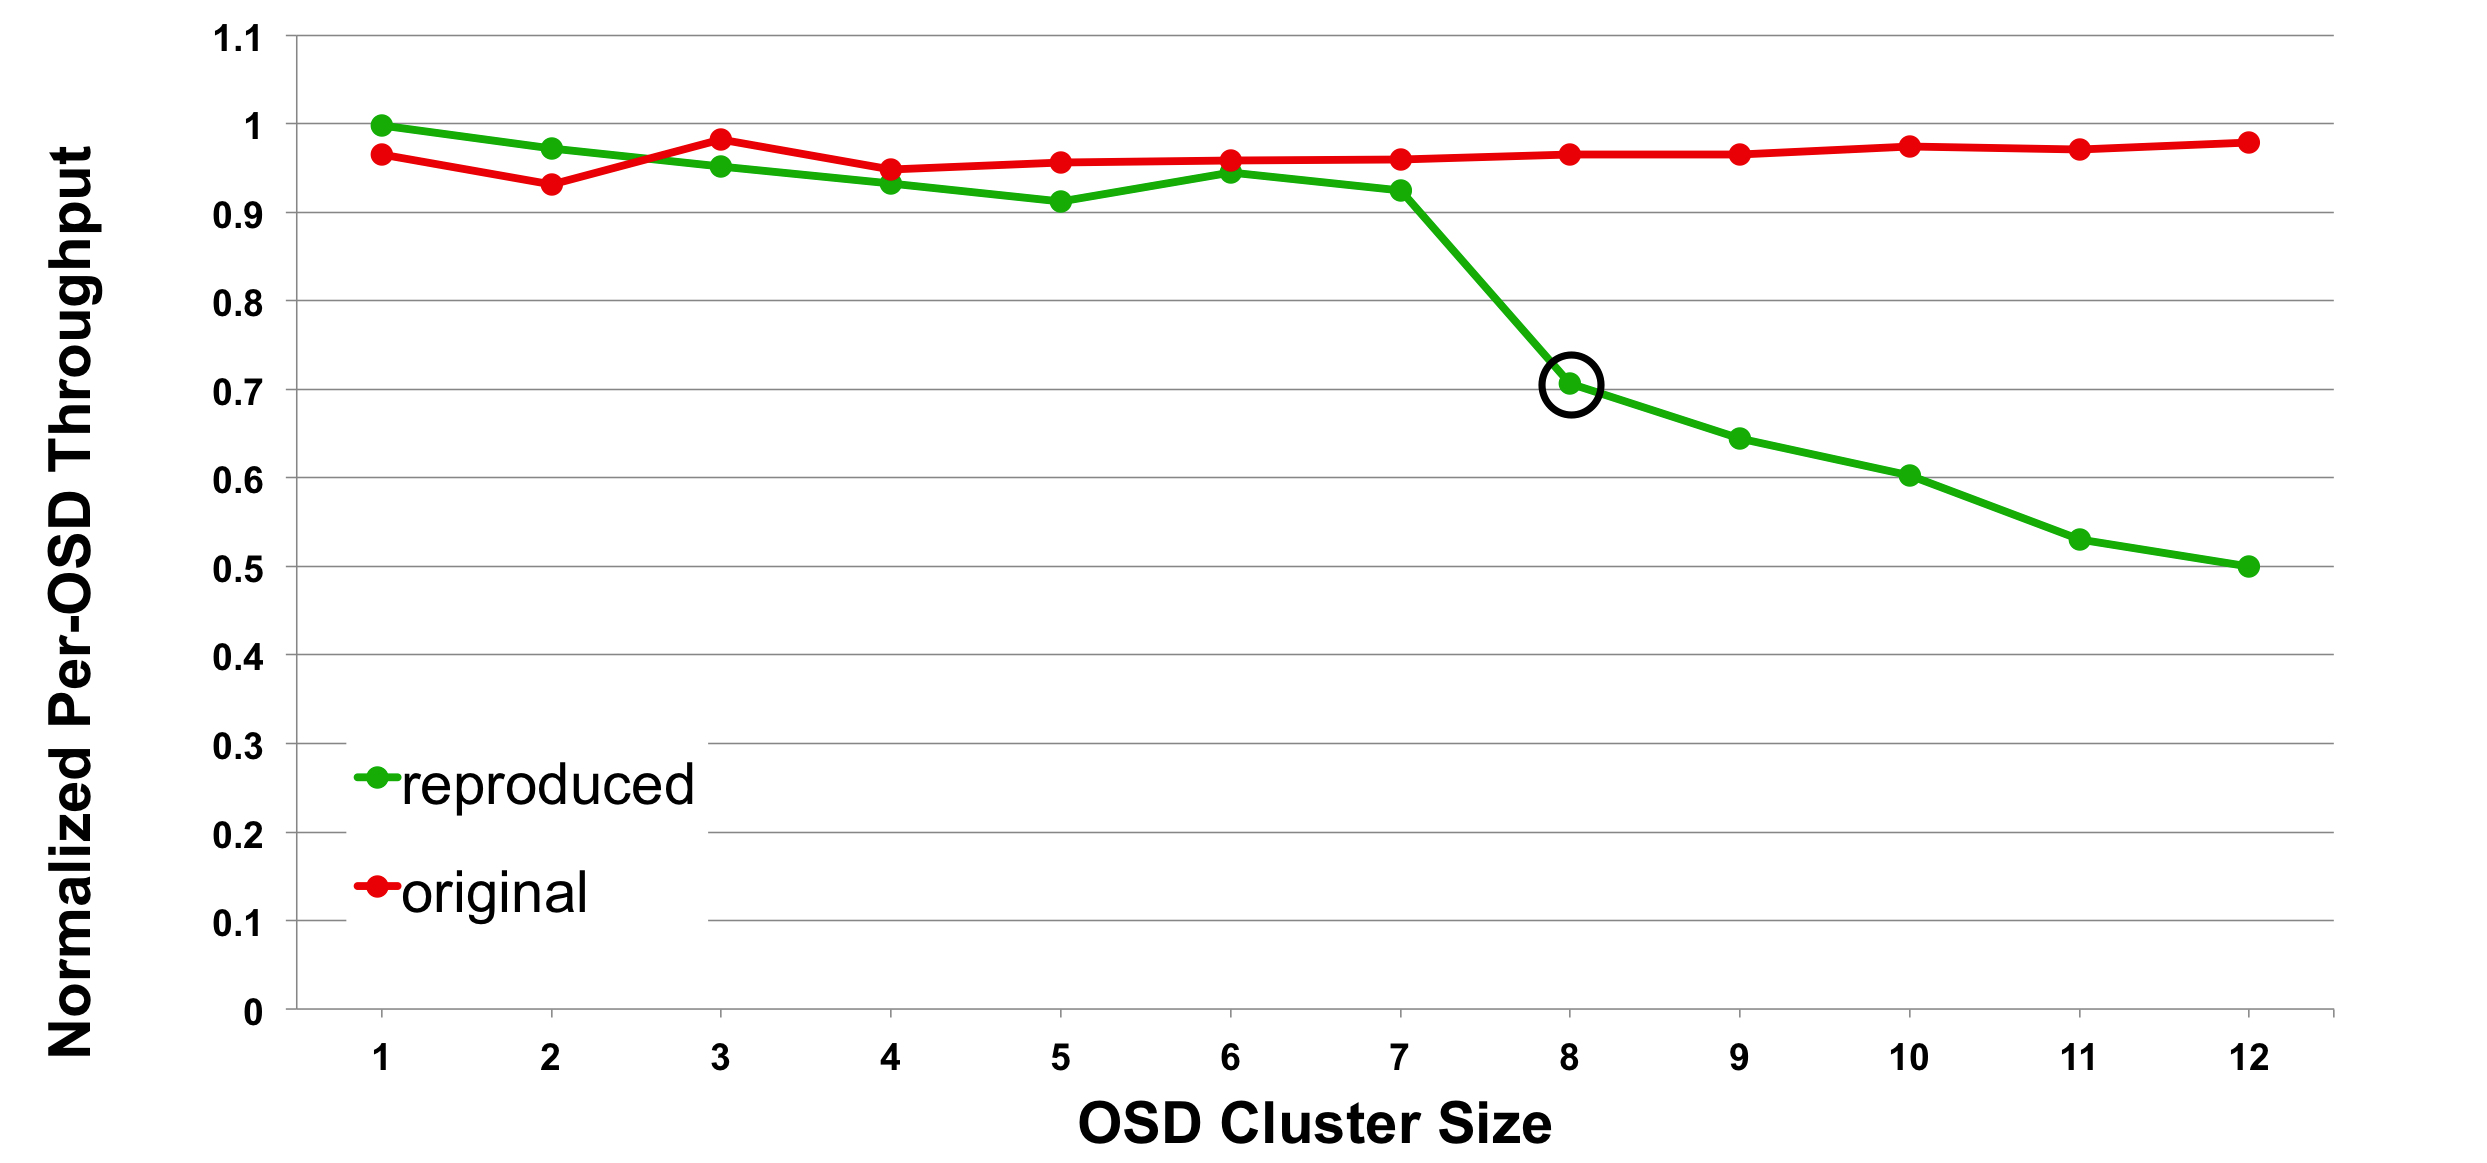 Normalized Per-OSD Throughput
1.1
1
0.9
0.8
0.7
0.6
0.5
0.4
0.3
0.2
0.1
0
reproduced
original
1 2 3 4 5 6 7 8 9 10 11 12
OSD Cluster Size